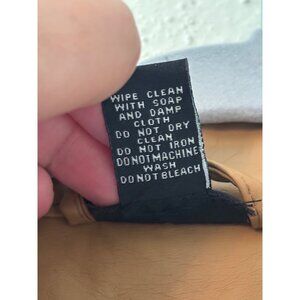 WIPE CLEAN
WITH SOAP
AND DAMP
CLOTH
DO NOT DRY
CLEAN
DO NOT IRON
DO NOT MACHINE
WASH
DO NOT BLEACH